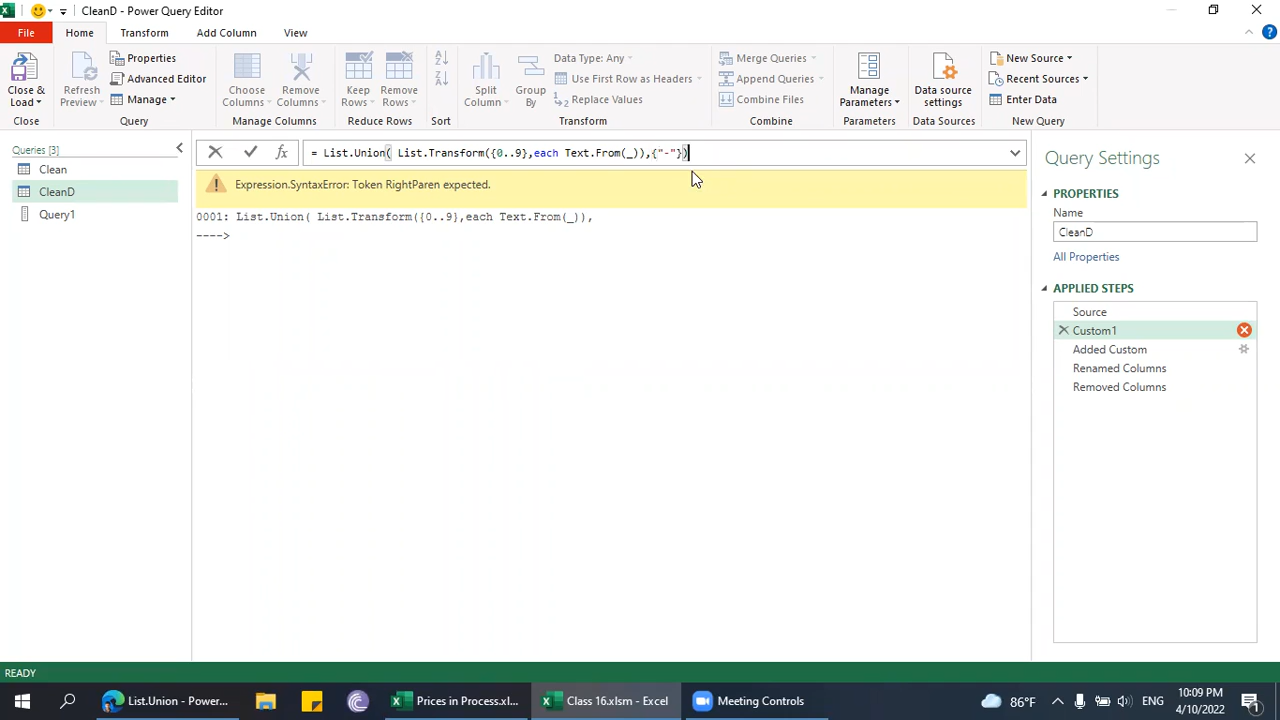 CleanD - Power Query Editor
File Home Transform Add Column View
Close & Load
Refresh Preview
Properties
Advanced Editor
Manage
Choose Columns
Remove Columns
Keep Rows
Remove Rows
Split Column
Group By
Data Type: Any
Use First Row as Headers
Replace Values
Merge Queries
Append Queries
Combine Files
Manage Parameters
Data source settings
New Source
Recent Sources
Enter Data
Close Query Manage Columns Reduce Rows Sort Transform Combine Parameters Data Sources New Query
Queries [3]
Clean
CleanD
Query1
= List.Union( List.Transform({0..9},each Text.From(_)),{"-"})
Expression.SyntaxError: Token RightParen expected.
0001: List.Union( List.Transform({0..9},each Text.From(_)),
---->
Query Settings
PROPERTIES
Name
CleanD
All Properties
APPLIED STEPS
Source
Custom1
Added Custom
Renamed Columns
Removed Columns
READY
List.Union - Powe...
Prices in Process.xl...
Class 16.xlsm - Excel
Meeting Controls
86°F
ENG
10:09 PM
4/10/2022
1